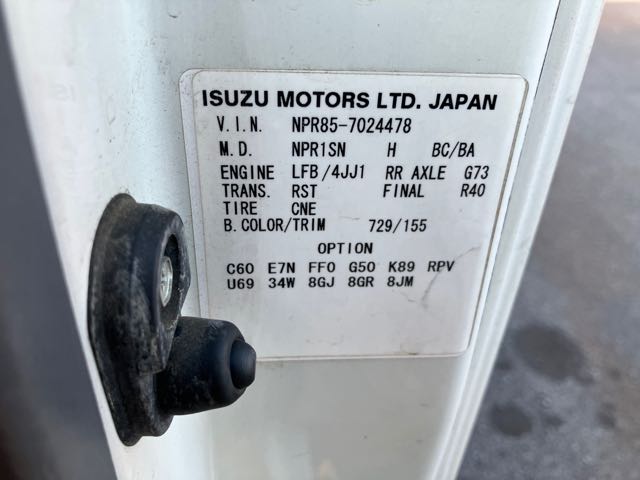 ISUZU MOTORS LTD. JAPAN
V.I.N. NPR85-7024478
M.D. NPR1SN H BC/BA
ENGINE LFB/4JJ1 RR AXLE G73
TRANS. RST FINAL R40
TIRE CNE
B.COLOR/TRIM 729/155
OPTION
C60 E7N FF0 G50 K89 RPV
U69 34W 8GJ 8GR 8JM